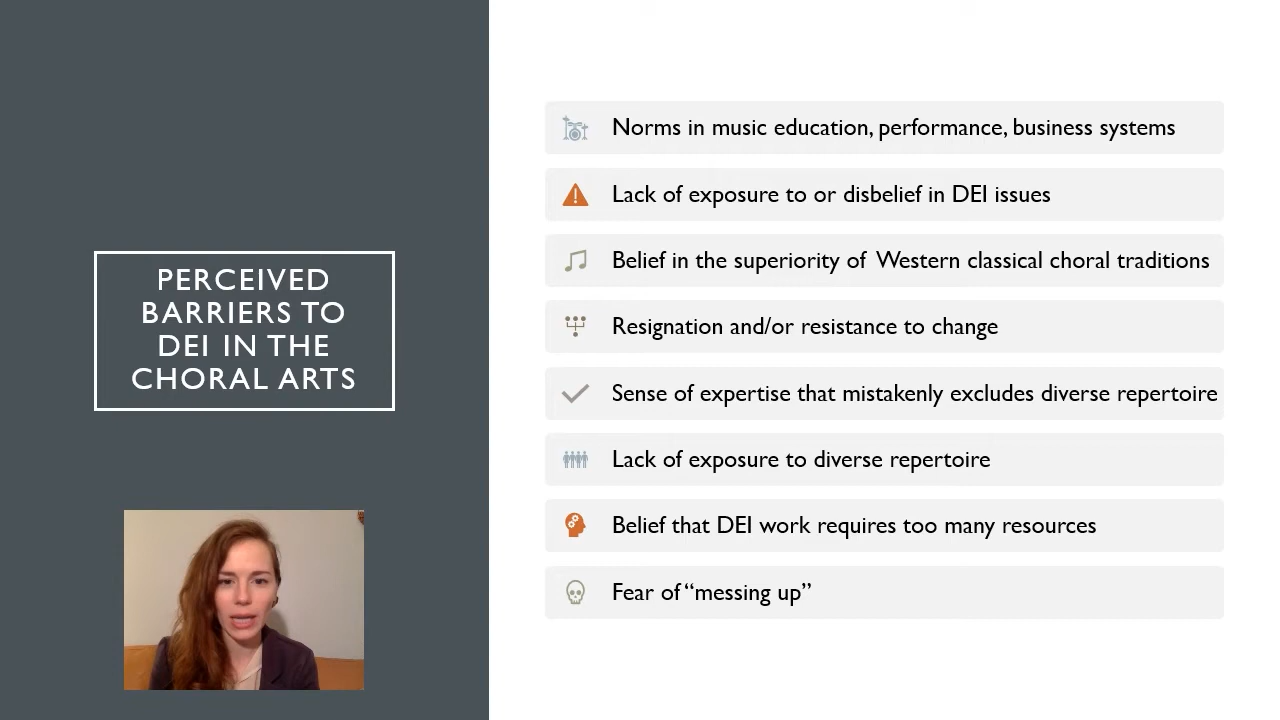 PERCEIVED
BARRIERS TO
DEI IN THE
CHORAL ARTS
Norms in music education, performance, business systems
Lack of exposure to or disbelief in DEI issues
Belief in the superiority of Western classical choral traditions
Resignation and/or resistance to change
Sense of expertise that mistakenly excludes diverse repertoire
Lack of exposure to diverse repertoire
Belief that DEI work requires too many resources
Fear of “messing up”